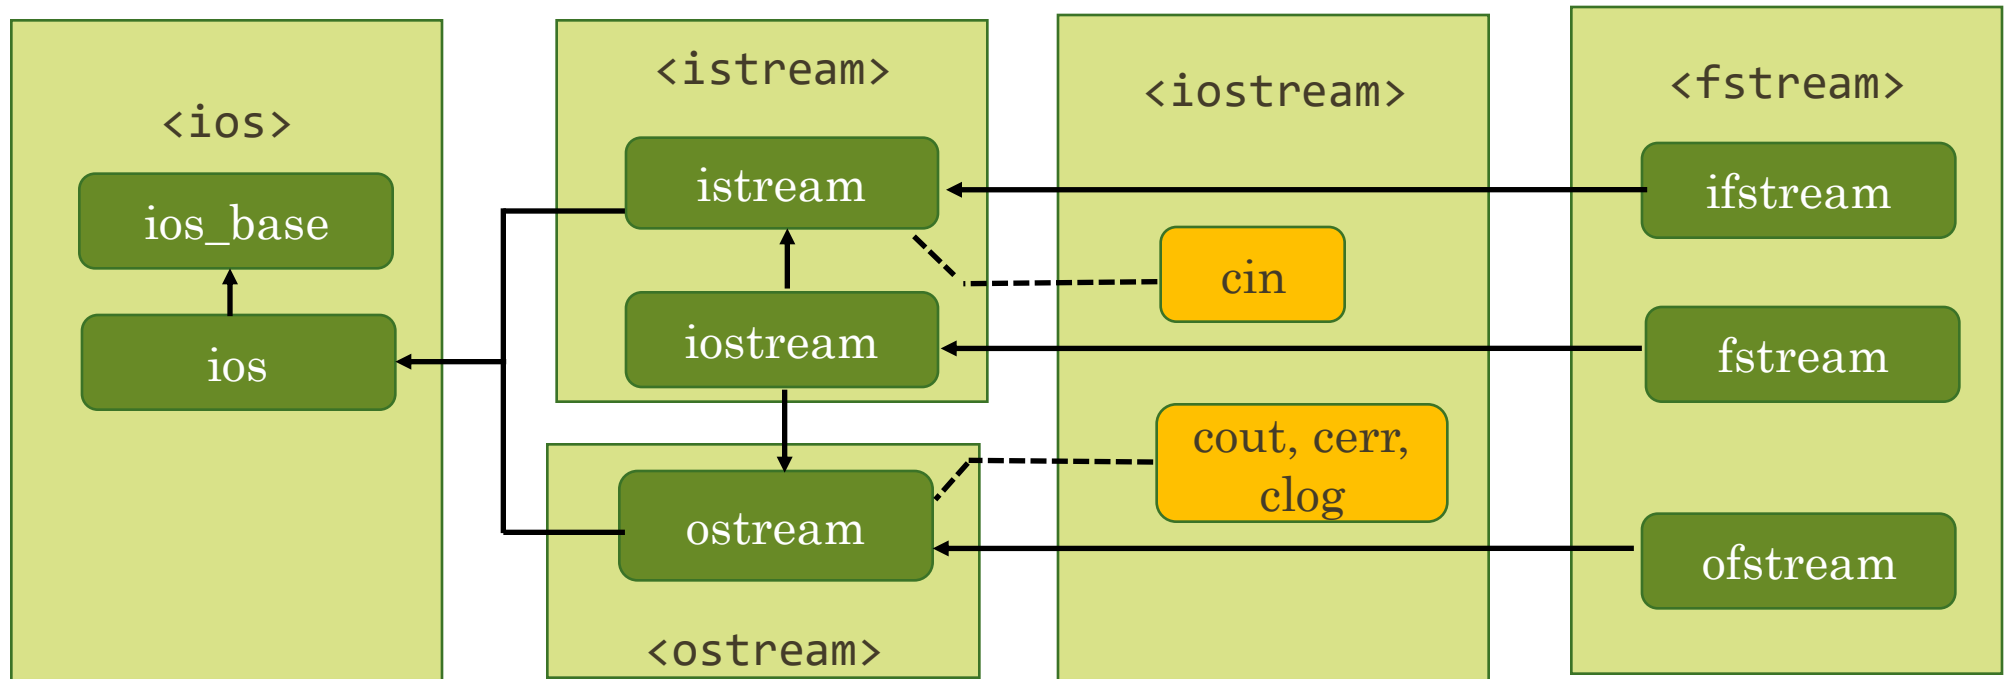 <ios>
ios_base
ios
<istream>
istream
iostream
ostream
<ostream>
<iostream>
cin
cout, cerr,
clog
<fstream>
ifstream
fstream
ofstream